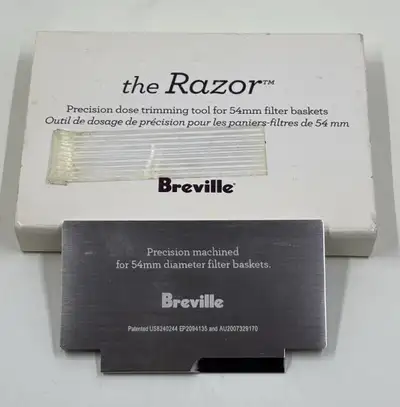 the Razor™
Precision dose trimming tool for 54mm filter baskets
Outil de dosage de précision pour les paniers-filtres de 54 mm
Breville®
Precision machined
for 54mm diameter filter baskets.
Breville
Patented US8240244 EP2094135 and AU2007329170